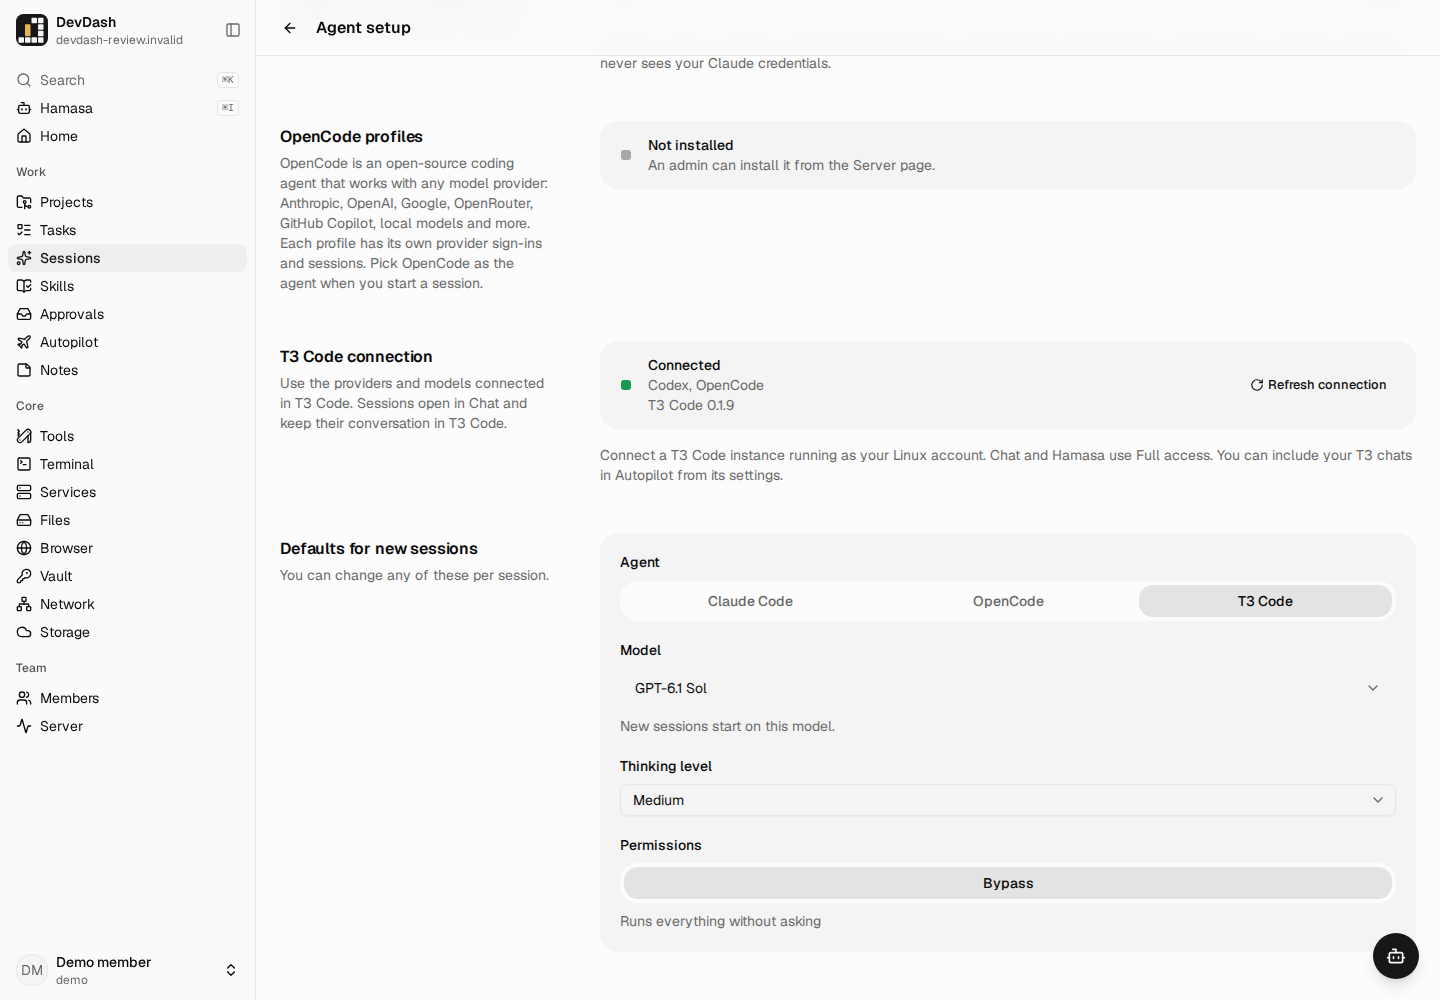 DevDash
devdash-review.invalid
Search ⌘K
Hamasa ⌘I
Home
Work
Projects
Tasks
Sessions
Skills
Approvals
Autopilot
Notes
Core
Tools
Terminal
Services
Files
Browser
Vault
Network
Storage
Team
Members
Server
DM
Demo member
demo
Agent setup
never sees your Claude credentials.
OpenCode profiles
OpenCode is an open-source coding
agent that works with any model provider:
Anthropic, OpenAI, Google, OpenRouter,
GitHub Copilot, local models and more.
Each profile has its own provider sign-ins
and sessions. Pick OpenCode as the
agent when you start a session.
Not installed
An admin can install it from the Server page.
T3 Code connection
Use the providers and models connected
in T3 Code. Sessions open in Chat and
keep their conversation in T3 Code.
Connected
Codex, OpenCode
T3 Code 0.1.9
Refresh connection
Connect a T3 Code instance running as your Linux account. Chat and Hamasa use Full access. You can include your T3 chats
in Autopilot from its settings.
Defaults for new sessions
You can change any of these per session.
Agent
Claude Code OpenCode T3 Code
Model
GPT-6.1 Sol
New sessions start on this model.
Thinking level
Medium
Permissions
Bypass
Runs everything without asking